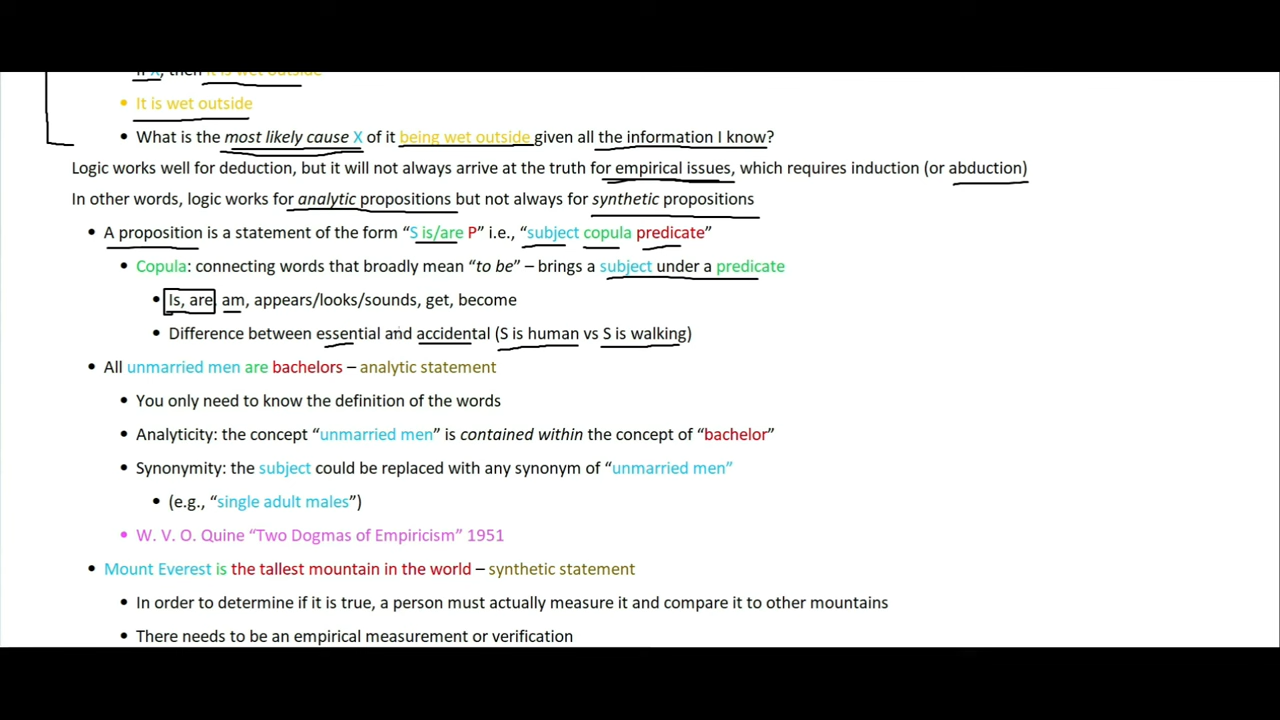 If X, then it is wet outside
• It is wet outside
• What is the most likely cause X of it being wet outside given all the information I know?
Logic works well for deduction, but it will not always arrive at the truth for empirical issues, which requires induction (or abduction)
In other words, logic works for analytic propositions but not always for synthetic propositions
• A proposition is a statement of the form “S is/are P” i.e., “subject copula predicate”
• Copula: connecting words that broadly mean “to be” – brings a subject under a predicate
• Is, are, am, appears/looks/sounds, get, become
• Difference between essential and accidental (S is human vs S is walking)
• All unmarried men are bachelors – analytic statement
• You only need to know the definition of the words
• Analyticity: the concept “unmarried men” is contained within the concept of “bachelor”
• Synonymity: the subject could be replaced with any synonym of “unmarried men”
• (e.g., “single adult males”)
• W. V. O. Quine “Two Dogmas of Empiricism” 1951
• Mount Everest is the tallest mountain in the world – synthetic statement
• In order to determine if it is true, a person must actually measure it and compare it to other mountains
• There needs to be an empirical measurement or verification